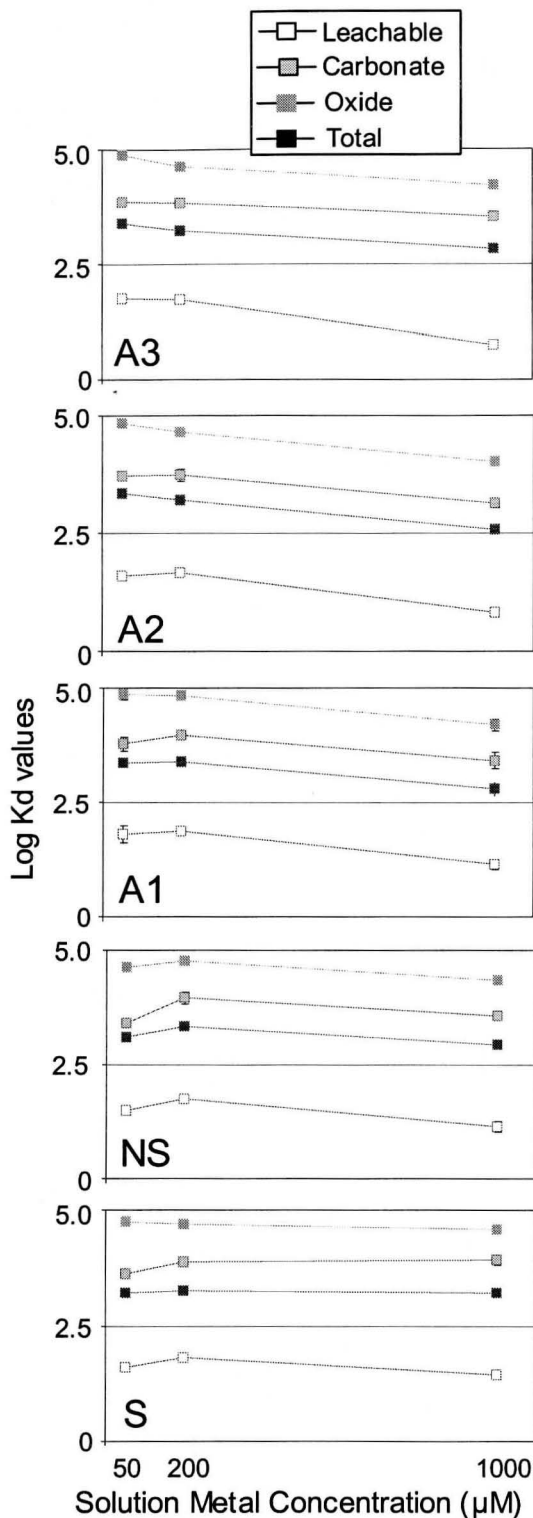 Leachable
Carbonate
Oxide
Total
5.0
2.5
0
A3
5.0
2.5
0
A2
5.0
2.5
0
A1
5.0
2.5
0
NS
5.0
2.5
0
S
50 200 1000
Solution Metal Concentration (µM)
Log Kd values